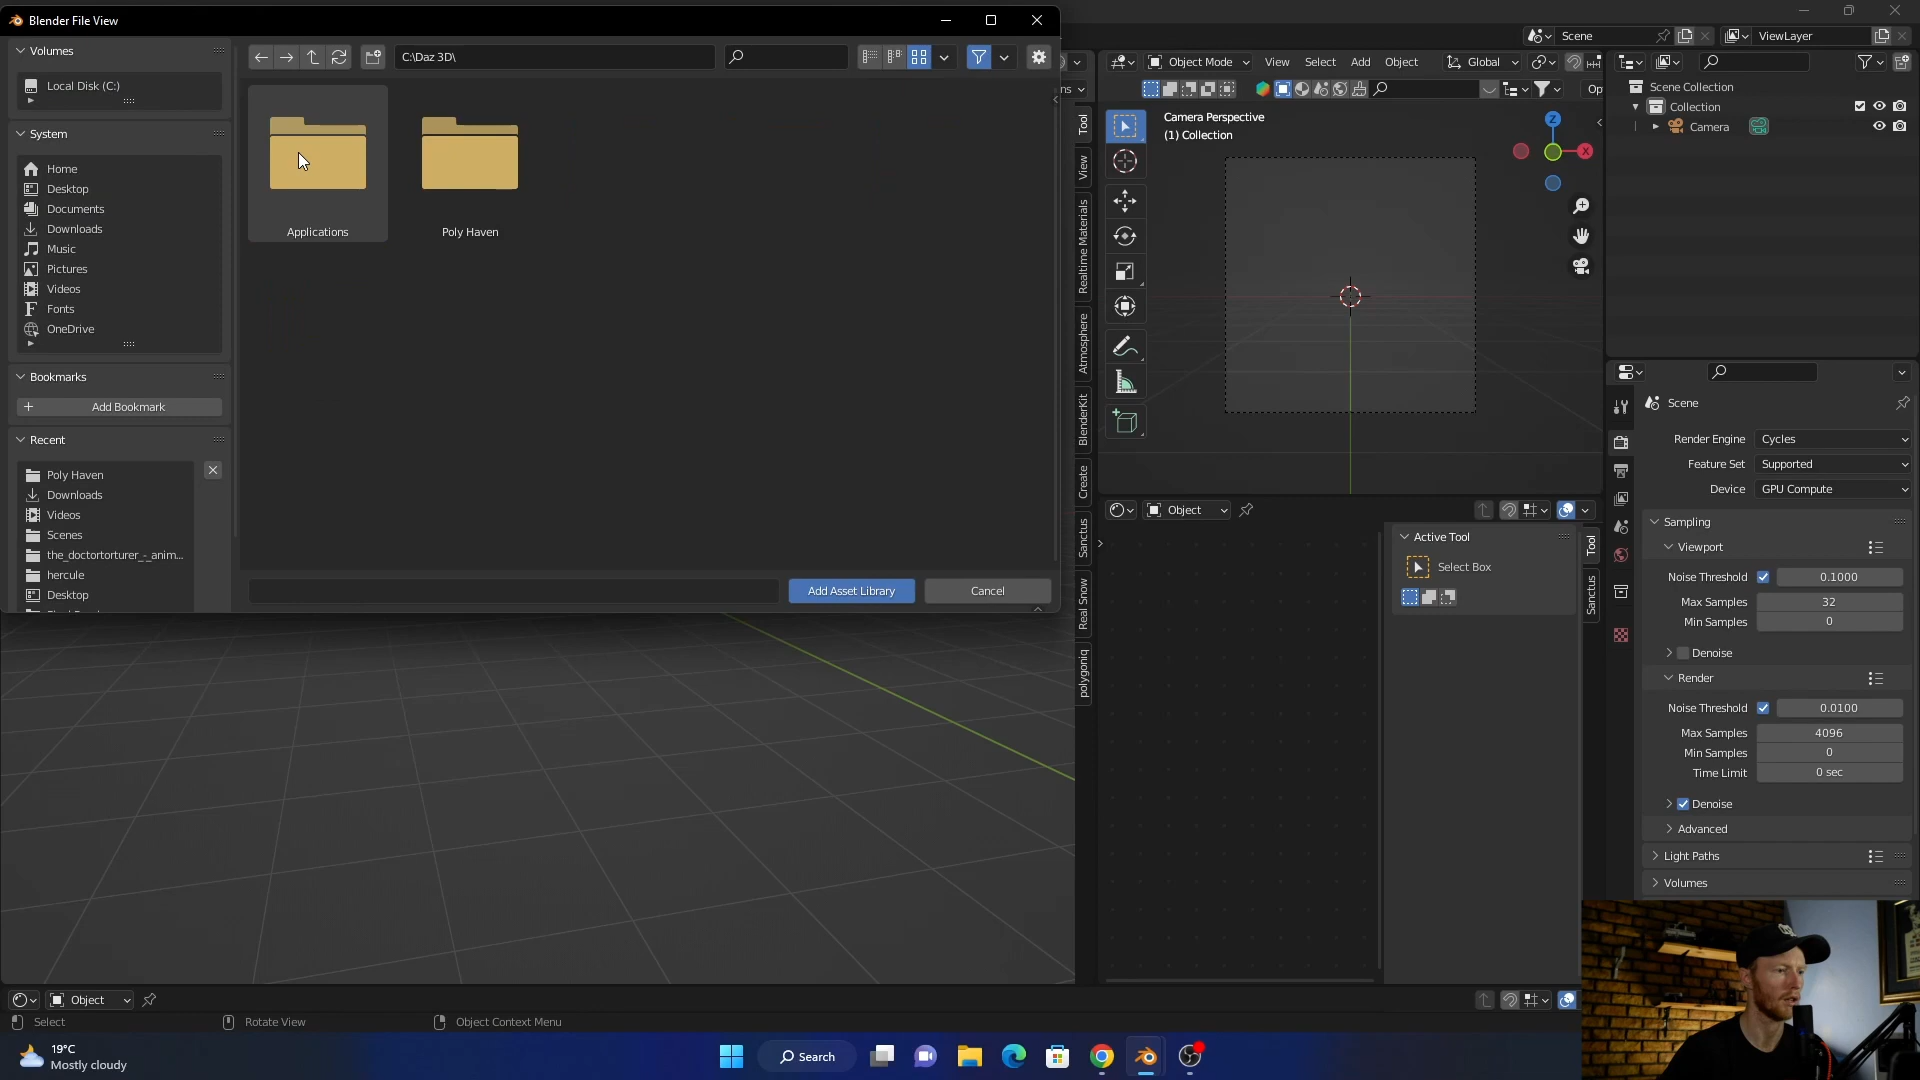 Blender File View
Volumes
Local Disk (C:)
System
Home
Desktop
Documents
Downloads
Music
Pictures
Videos
Fonts
OneDrive
Bookmarks
Add Bookmark
Recent
Poly Haven
Downloads
Videos
Scenes
the_doctortorturer_-_anim...
hercule
Desktop
C:\Daz 3D\
Applications
Poly Haven
Add Asset Library
Cancel
Tool
View
Realtime Materials
Atmosphere
BlenderKit
Create
Sanctus
Real Snow
polygoniq
Object Mode
View
Select
Add
Object
Global
Op
Camera Perspective
(1) Collection
Z
X
Object
Active Tool
Select Box
Tool
Sanctus
Scene
ViewLayer
Scene Collection
Collection
Camera
Scene
Render Engine
Cycles
Feature Set
Supported
Device
GPU Compute
Sampling
Viewport
Noise Threshold
0.1000
Max Samples
32
Min Samples
0
Denoise
Render
Noise Threshold
0.0100
Max Samples
4096
Min Samples
0
Time Limit
0 sec
Denoise
Advanced
Light Paths
Volumes
Object
Select
Rotate View
Object Context Menu
19°C
Mostly cloudy
Search